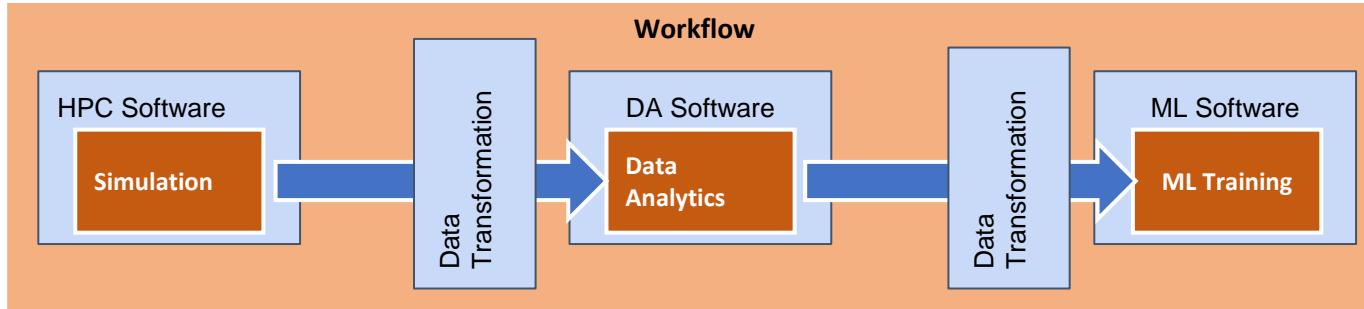 Workflow
HPC Software
Simulation
Data
Transformation
DA Software
Data
Analytics
Data
Transformation
ML Software
ML Training